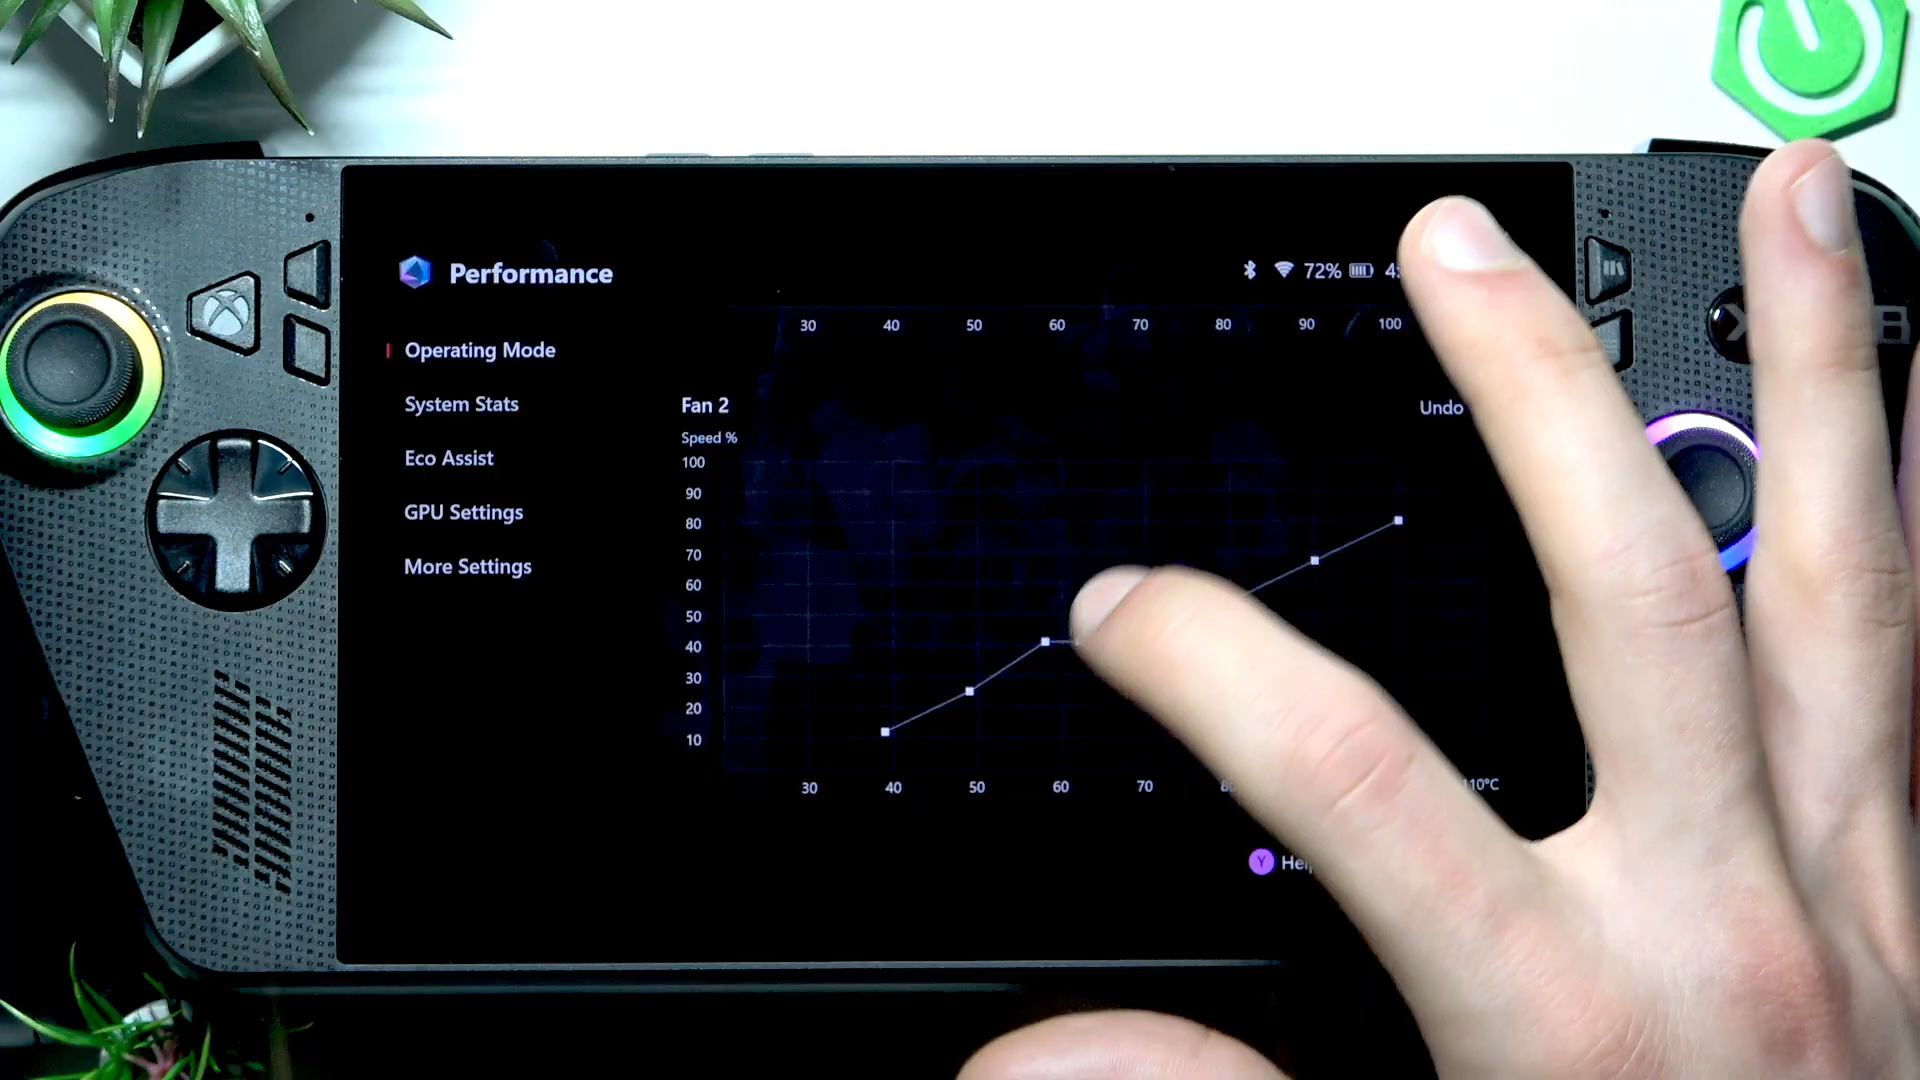 Performance
72%
30 40 50 60 70 80 90 100
Operating Mode
System Stats
Eco Assist
GPU Settings
More Settings
Fan 2
Undo
Speed %
100
90
80
70
60
50
40
30
20
10
30 40 50 60 70
Y